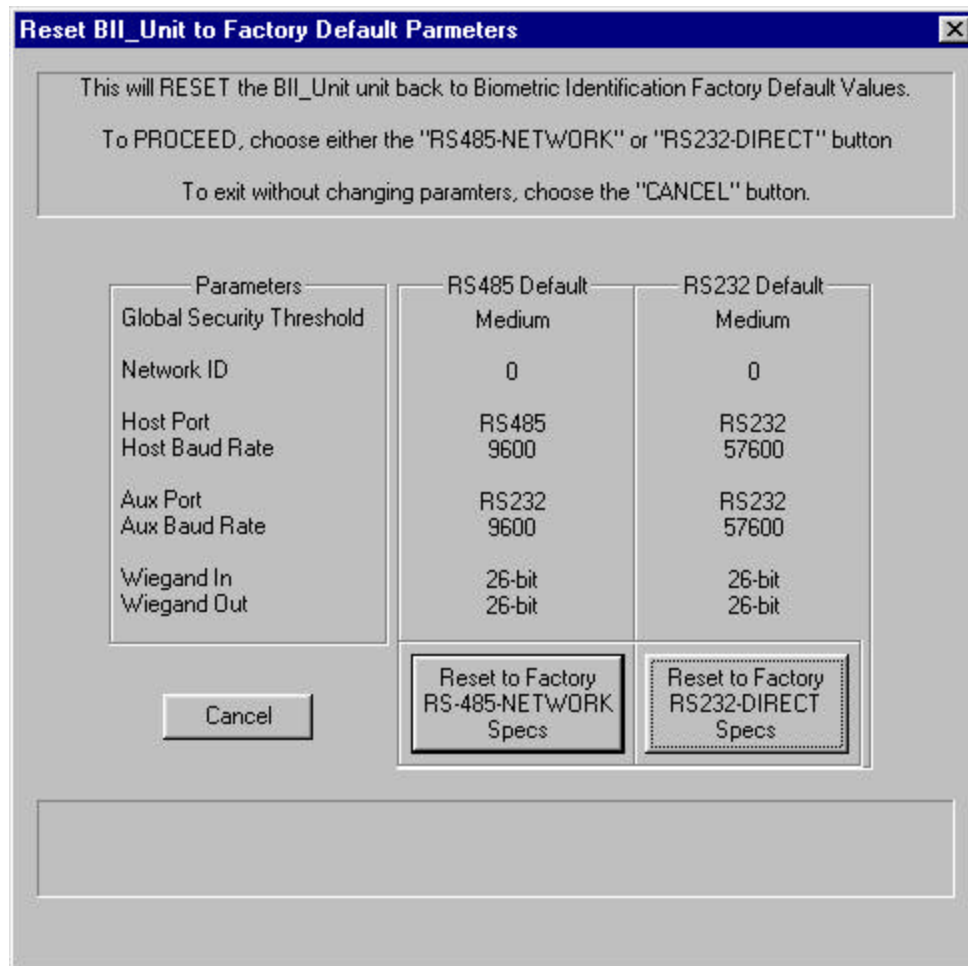 Reset BII_Unit to Factory Default Parmeters
This will RESET the BII_Unit unit back to Biometric Identification Factory Default Values.
To PROCEED, choose either the "RS485-NETWORK" or "RS232-DIRECT" button
To exit without changing paramters, choose the "CANCEL" button.
Parameters RS485 Default RS232 Default
Global Security Threshold Medium Medium
Network ID 0 0
Host Port RS485 RS232
Host Baud Rate 9600 57600
Aux Port RS232 RS232
Aux Baud Rate 9600 57600
Wiegand In 26-bit 26-bit
Wiegand Out 26-bit 26-bit
Cancel
Reset to Factory
RS-485-NETWORK
Specs
Reset to Factory
RS232-DIRECT
Specs